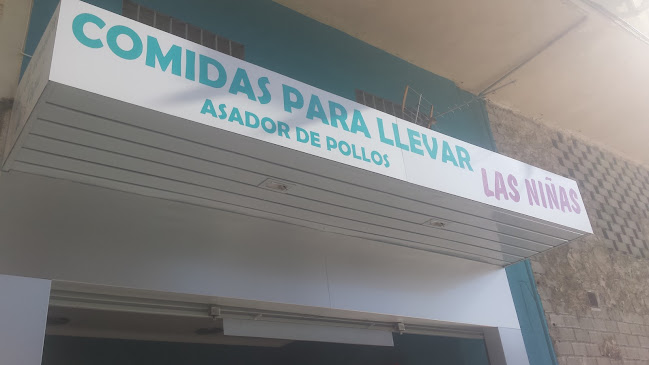 COMIDAS PARA LLEVAR
ASADOR DE POLLOS
LAS NIÑAS